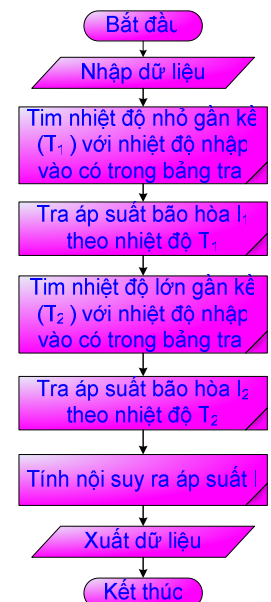 Bắt đầu
Nhập dữ liệu
Tim nhiệt độ nhỏ gần kề
(T₁ ) với nhiệt độ nhập
vào có trong bảng tra
Tra áp suất bão hòa
theo nhiệt độ T₁
Tim nhiệt độ lớn gần kề
(T₂ ) với nhiệt độ nhập
vào có trong bảng tra
Tra áp suất bão hòa
theo nhiệt độ T₂
Tính nội suy ra áp suất
Xuất dữ liệu
Kết thúc